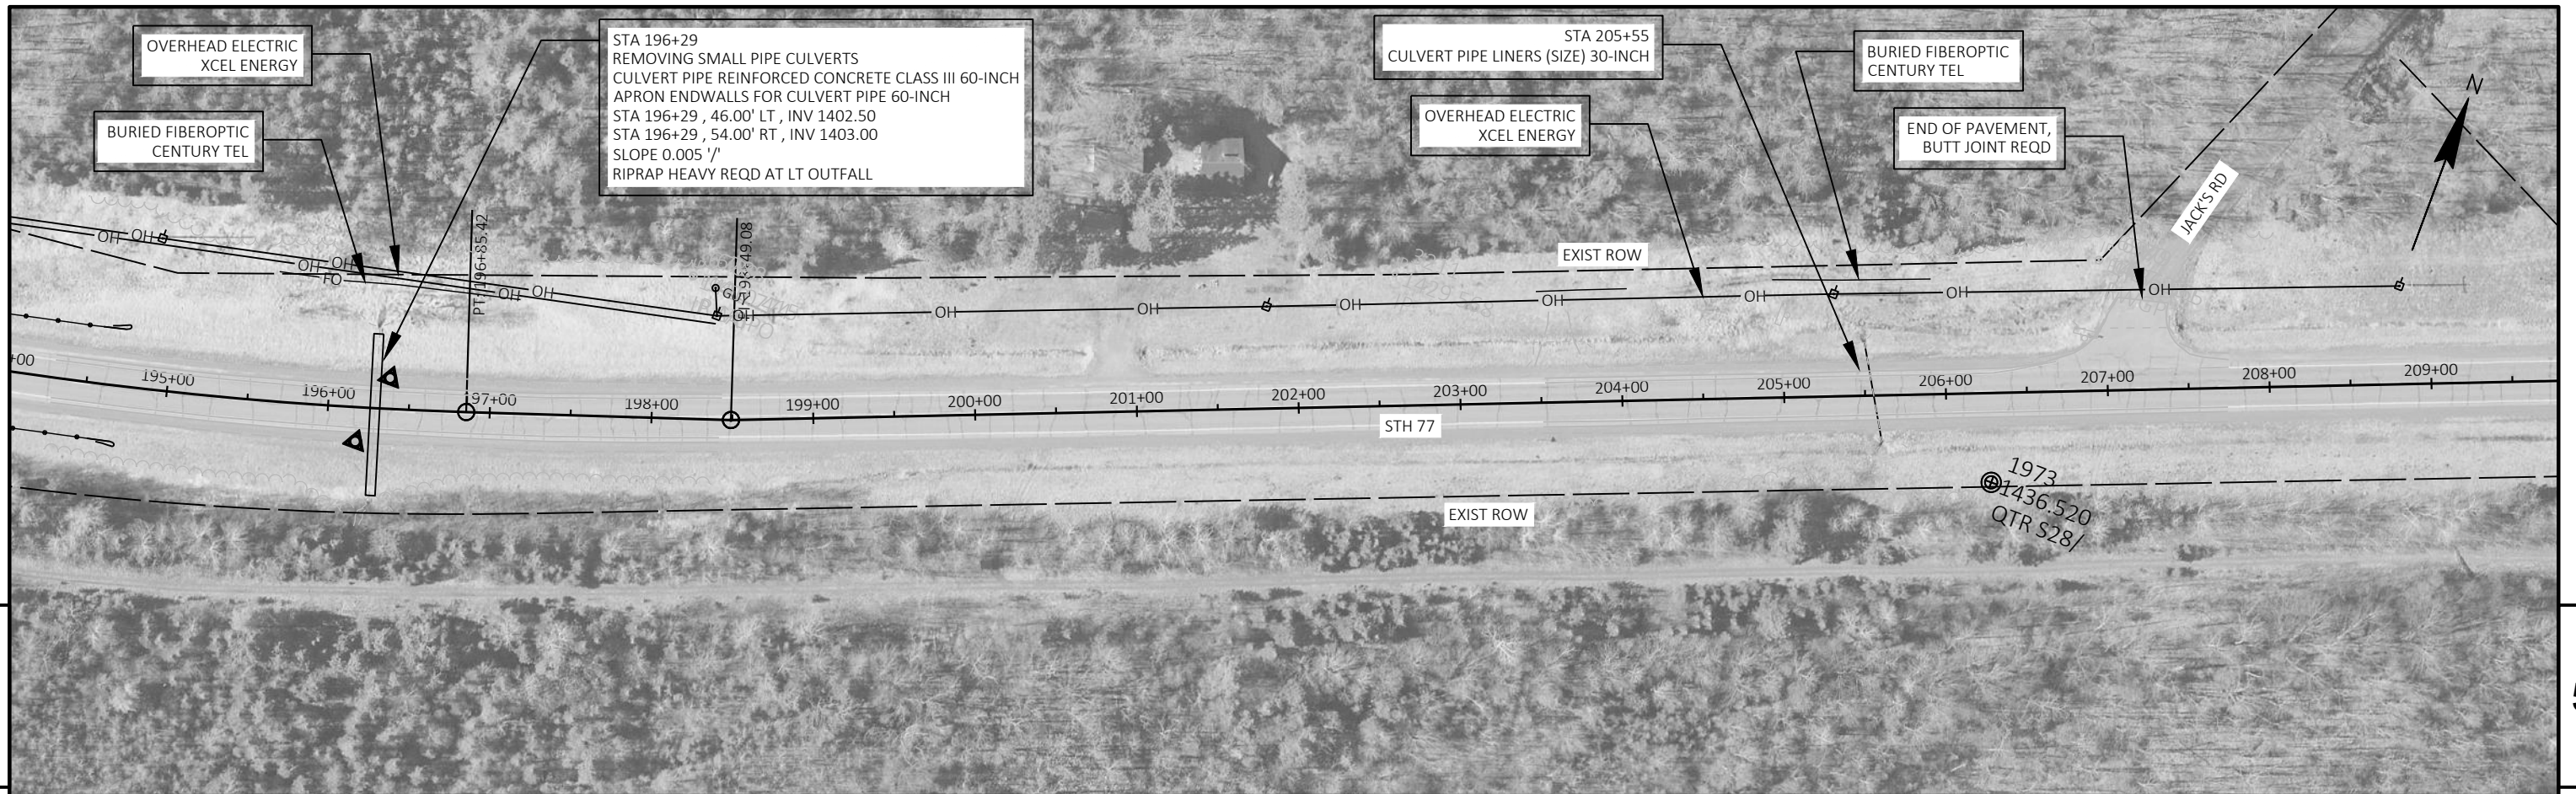 OVERHEAD ELECTRIC
XCEL ENERGY
BURIED FIBEROPTIC
CENTURY TEL
STA 196+29
REMOVING SMALL PIPE CULVERTS
CULVERT PIPE REINFORCED CONCRETE CLASS III 60-INCH
APRON ENDWALLS FOR CULVERT PIPE 60-INCH
STA 196+29 , 46.00' LT , INV 1402.50
STA 196+29 , 54.00' RT , INV 1403.00
SLOPE 0.005 '/'
RIPRAP HEAVY REQD AT LT OUTFALL
STA 205+55
CULVERT PIPE LINERS (SIZE) 30-INCH
OVERHEAD ELECTRIC
XCEL ENERGY
BURIED FIBEROPTIC
CENTURY TEL
END OF PAVEMENT,
BUTT JOINT REQD
N
JACK'S RD
EXIST ROW
OH OH
OH OH
FO
OH OH
OH
OH
OH
OH
OH
OH
OH
OH
+00
195+00
196+00
197+00
198+00
199+00
200+00
201+00
202+00
203+00
204+00
205+00
206+00
207+00
208+00
209+00
STH 77
EXIST ROW
1973
1436.520
QTR S28/